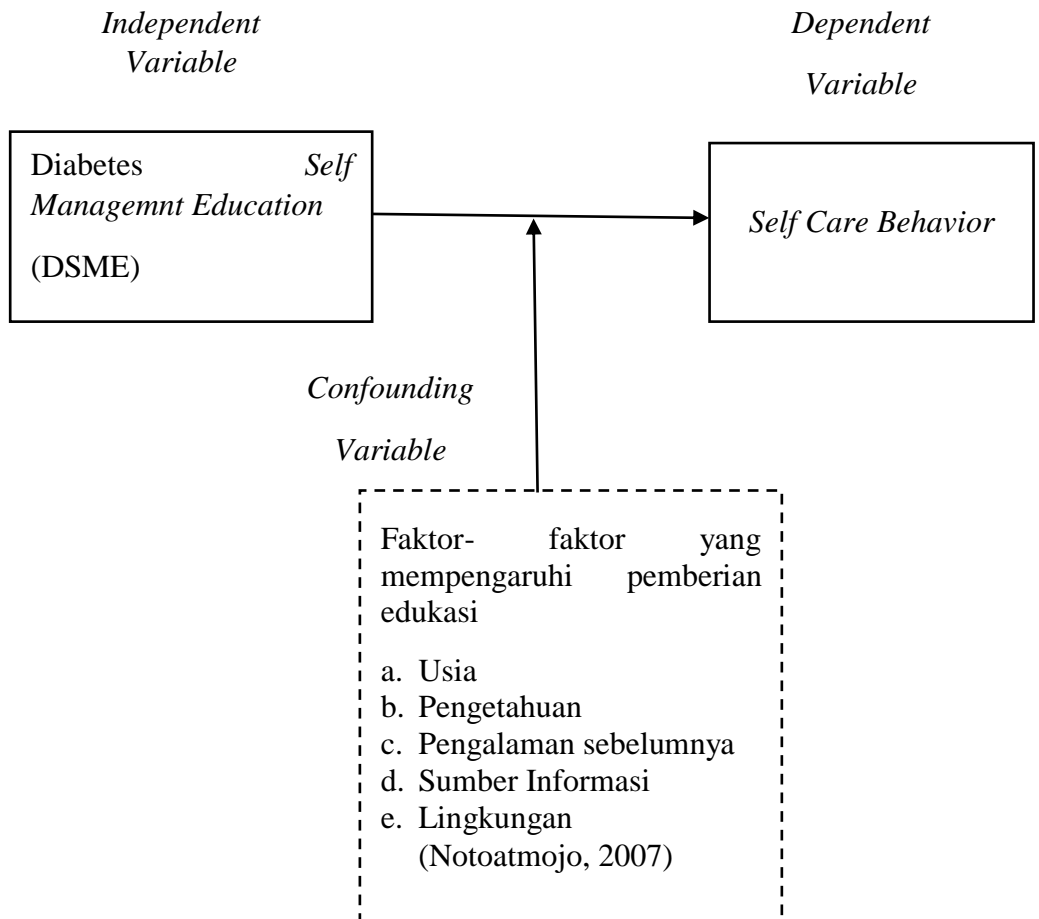 Independent
Variable
Dependent
Variable
Diabetes Self
Managemnt Education
(DSME)
Self Care Behavior
Confounding
Variable
Faktor- faktor yang
mempengaruhi pemberian
edukasi
a. Usia
b. Pengetahuan
c. Pengalaman sebelumnya
d. Sumber Informasi
e. Lingkungan
(Notoatmojo, 2007)